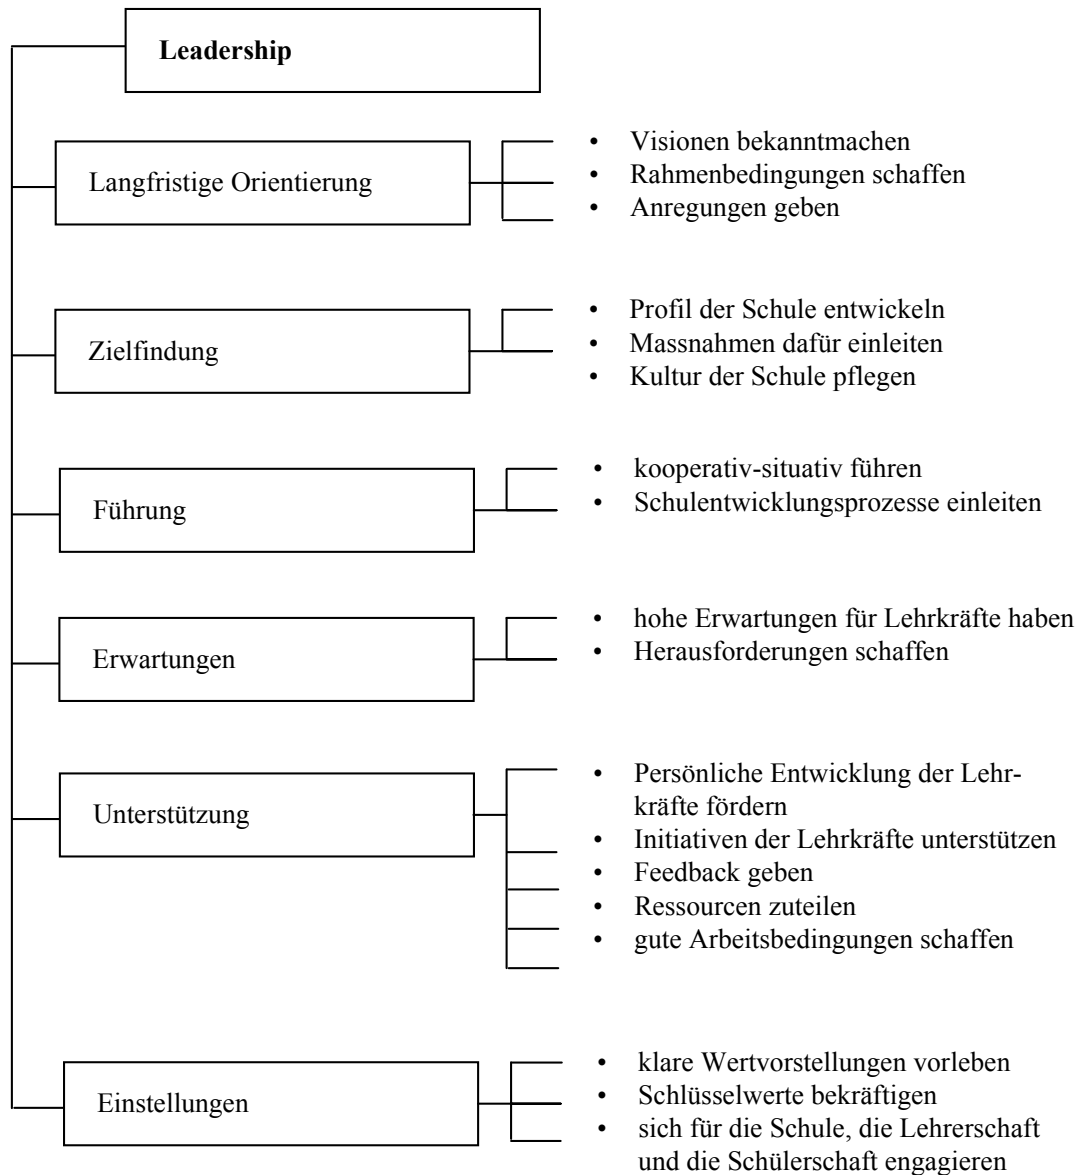 Leadership
Langfristige Orientierung
• Visionen bekanntmachen
• Rahmenbedingungen schaffen
• Anregungen geben
Zielfindung
• Profil der Schule entwickeln
• Massnahmen dafür einleiten
• Kultur der Schule pflegen
Führung
• kooperativ-situativ führen
• Schulentwicklungsprozesse einleiten
Erwartungen
• hohe Erwartungen für Lehrkräfte haben
• Herausforderungen schaffen
Unterstützung
• Persönliche Entwicklung der Lehr-
kräfte fördern
• Initiativen der Lehrkräfte unterstützen
• Feedback geben
• Ressourcen zuteilen
• gute Arbeitsbedingungen schaffen
Einstellungen
• klare Wertvorstellungen vorleben
• Schlüsselwerte bekräftigen
• sich für die Schule, die Lehrerschaft
und die Schülerschaft engagieren